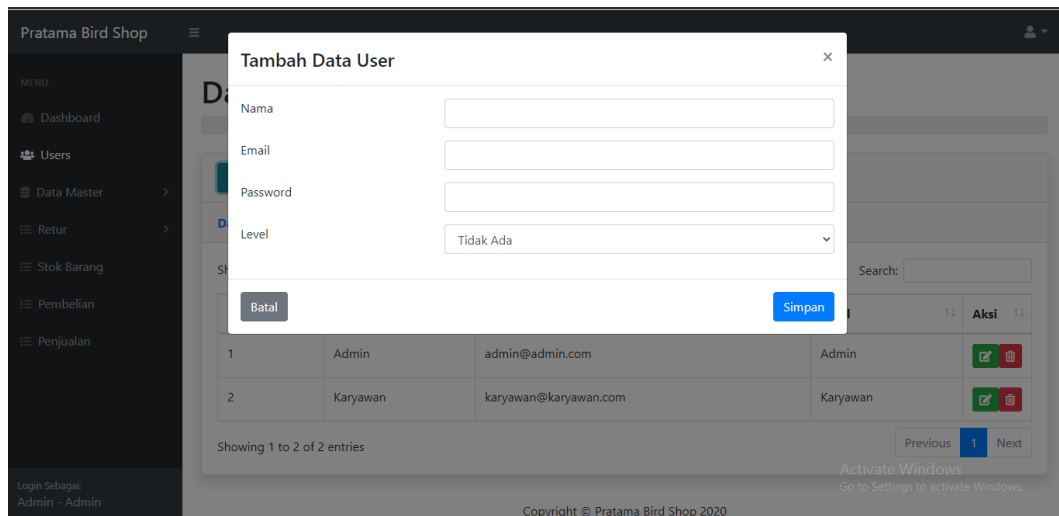 Pratama Bird Shop
MENU
Dashboard
Users
Data Master
Retur
Stok Barang
Pembelian
Penjualan
Login Sebagai:
Admin - Admin
Tambah Data User ×
Nama
Email
Password
Level Tidak Ada
Batal Simpan
Search:
Aksi
1 Admin admin@admin.com Admin
2 Karyawan karyawan@karyawan.com Karyawan
Showing 1 to 2 of 2 entries Previous 1 Next
Activate Windows
Go to Settings to activate Windows.
Copyright © Pratama Bird Shop 2020